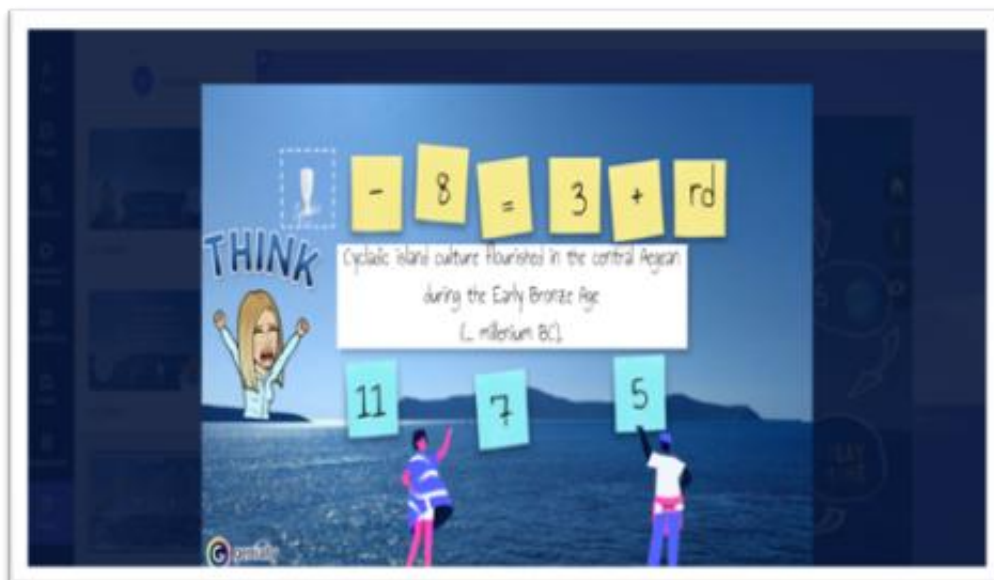 ! - 8 = 3 + rd
THINK
Cycladic island culture flourished in the central Aegean
during the Early Bronze Age
(... millenium BC).
11 7 5
genially